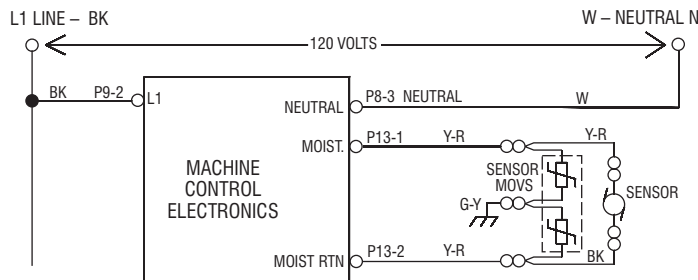 L1 LINE – BK
W – NEUTRAL N
120 VOLTS
BK
P9-2
L1
NEUTRAL
P8-3 NEUTRAL
W
MOIST.
P13-1
Y-R
Y-R
MACHINE
CONTROL
ELECTRONICS
SENSOR
MOVS
SENSOR
G-Y
MOIST RTN
P13-2
Y-R
BK